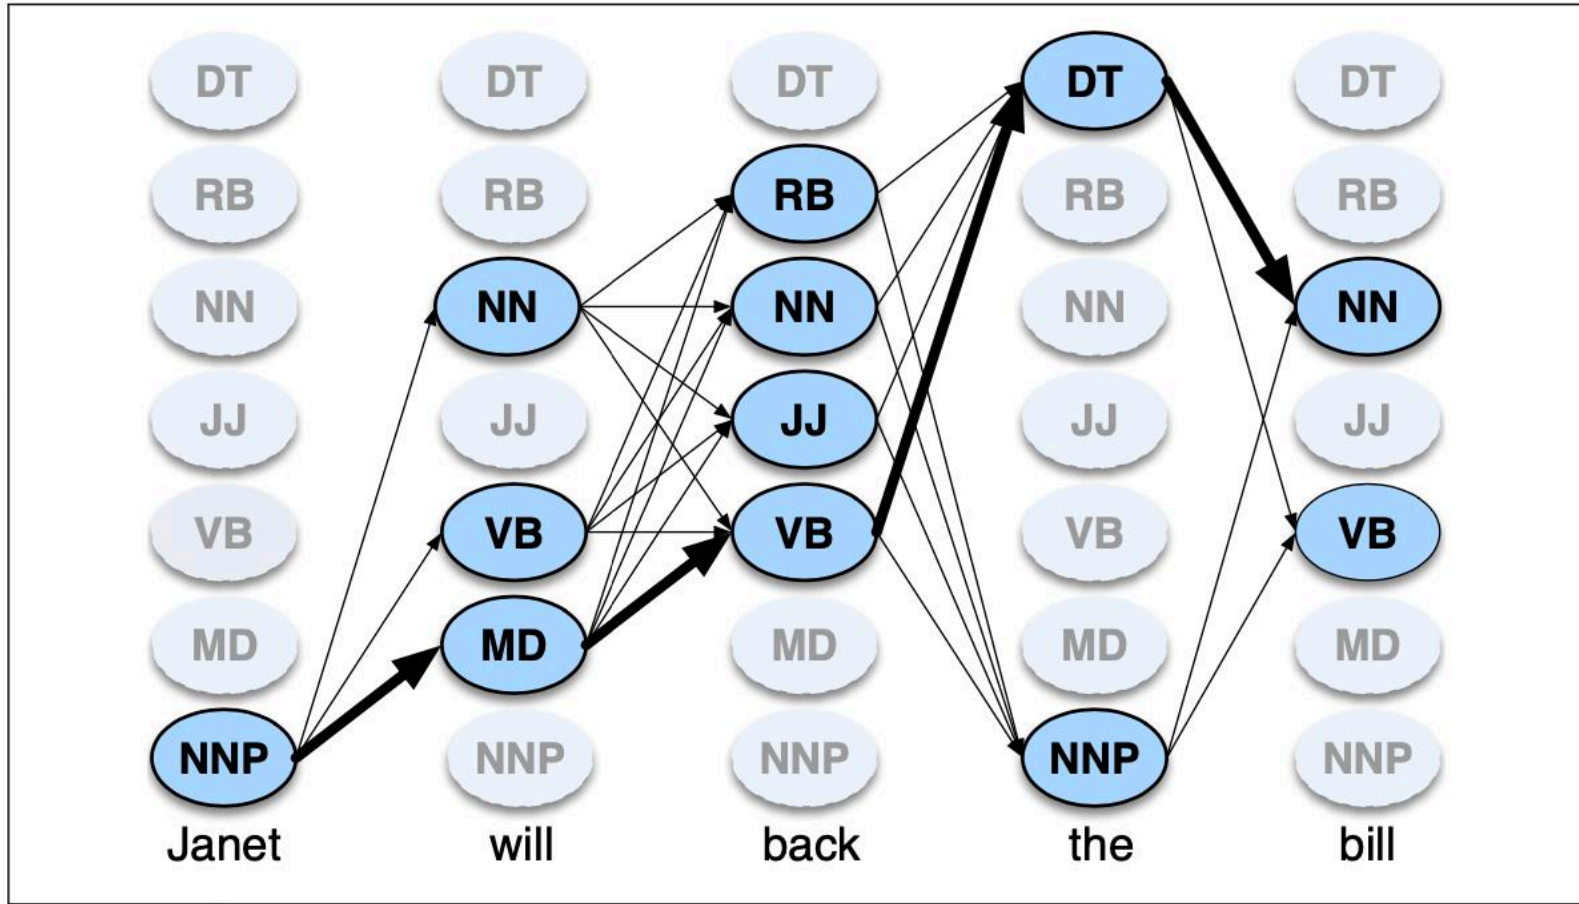 DT DT DT DT DT
RB RB RB RB RB
NN NN NN NN NN
JJ JJ JJ JJ JJ
VB VB VB VB VB
MD MD MD MD MD
NNP NNP NNP NNP NNP
Janet will back the bill